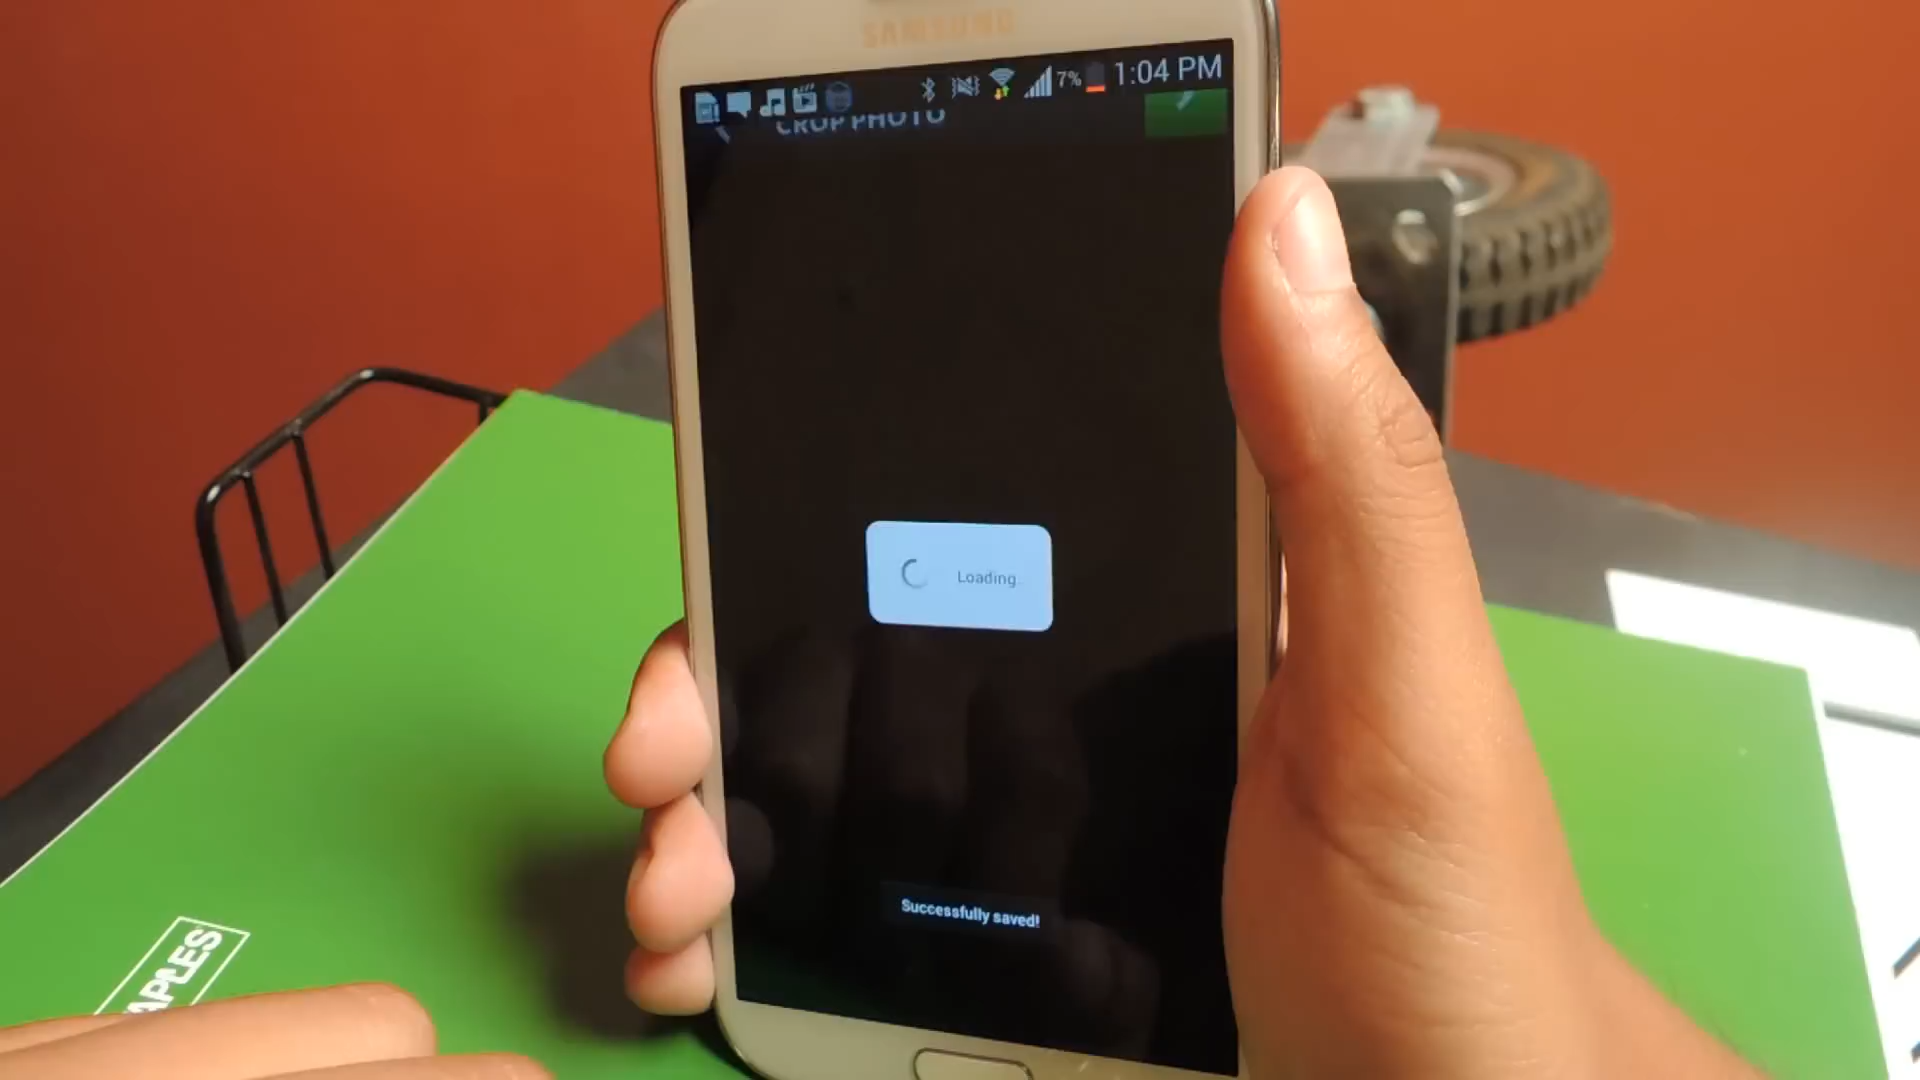 SAMSUNG
7% 1:04 PM
CROP PHOTO
Loading
Successfully saved!
APLES